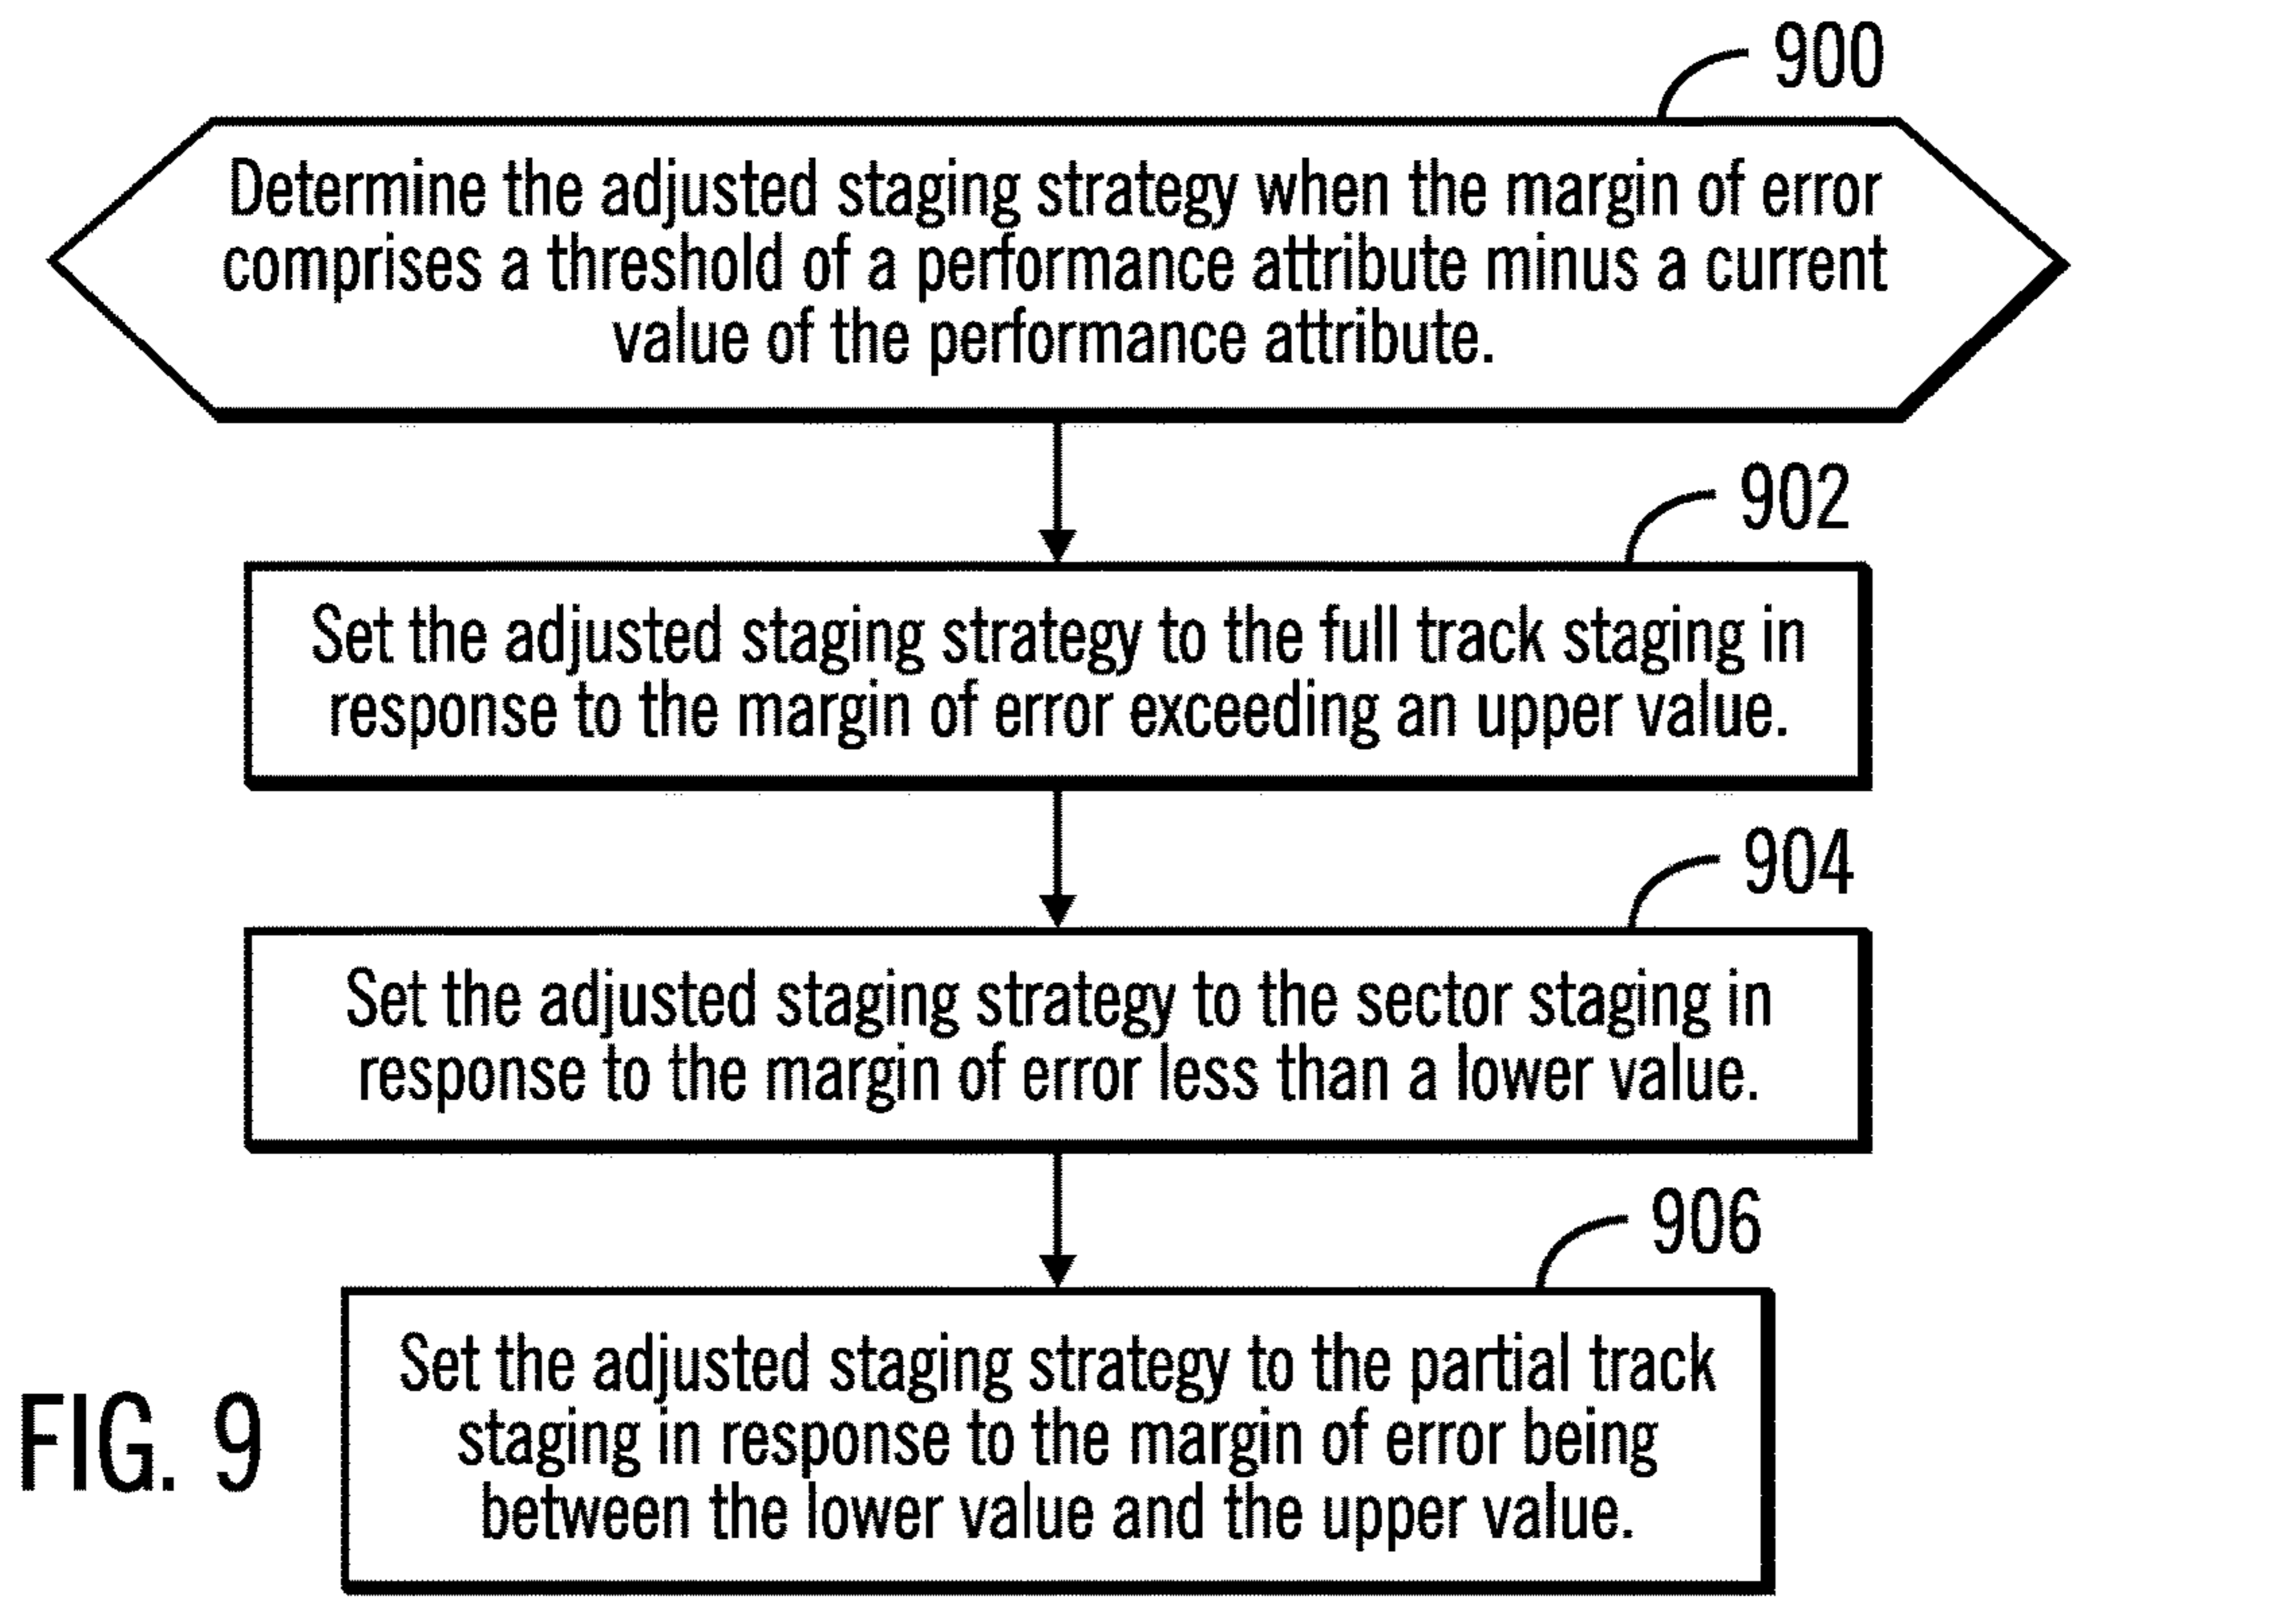 900
Determine the adjusted staging strategy when the margin of error
comprises a threshold of a performance attribute minus a current
value of the performance attribute.
902
Set the adjusted staging strategy to the full track staging in
response to the margin of error exceeding an upper value.
904
Set the adjusted staging strategy to the sector staging in
response to the margin of error less than a lower value.
906
Set the adjusted staging strategy to the partial track
staging in response to the margin of error being
between the lower value and the upper value.
FIG. 9